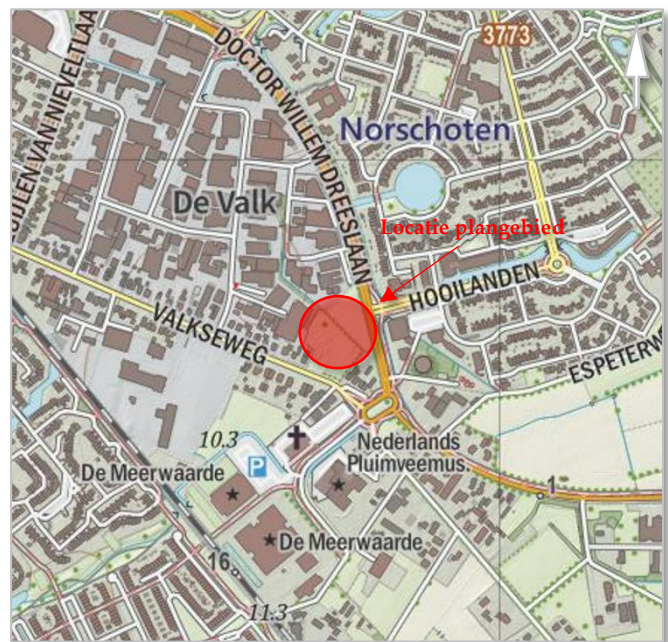 DOCTOR WILLEM DREESLAAN
3773
Norschoten
De Valk
Locatie plangebied
HOOILANDEN
VALKSEWEG
ESPETERW
10.3
P
Nederlands
Pluimveemus.
De Meerwaarde
1
De Meerwaarde
16
11.3